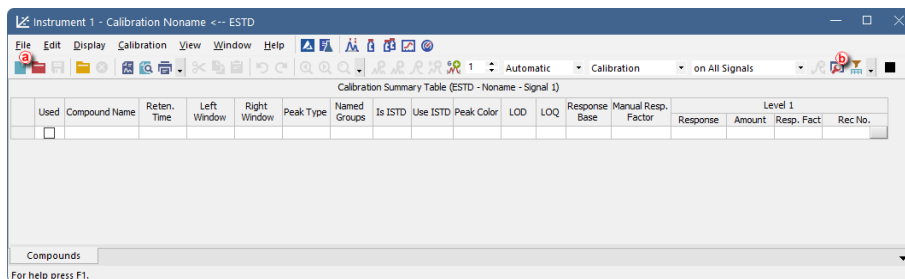 Instrument 1 - Calibration Noname <-- ESTD
File Edit Display Calibration View Window Help
a
1 Automatic Calibration on All Signals
b
Calibration Summary Table (ESTD - Noname - Signal 1)
Used Compound Name Reten. Time Left Window Right Window Peak Type Named Groups Is ISTD Use ISTD Peak Color LOD LOQ Response Base Manual Resp. Factor Level 1
Response Amount Resp. Fact Rec No.
Compounds
For help press F1.